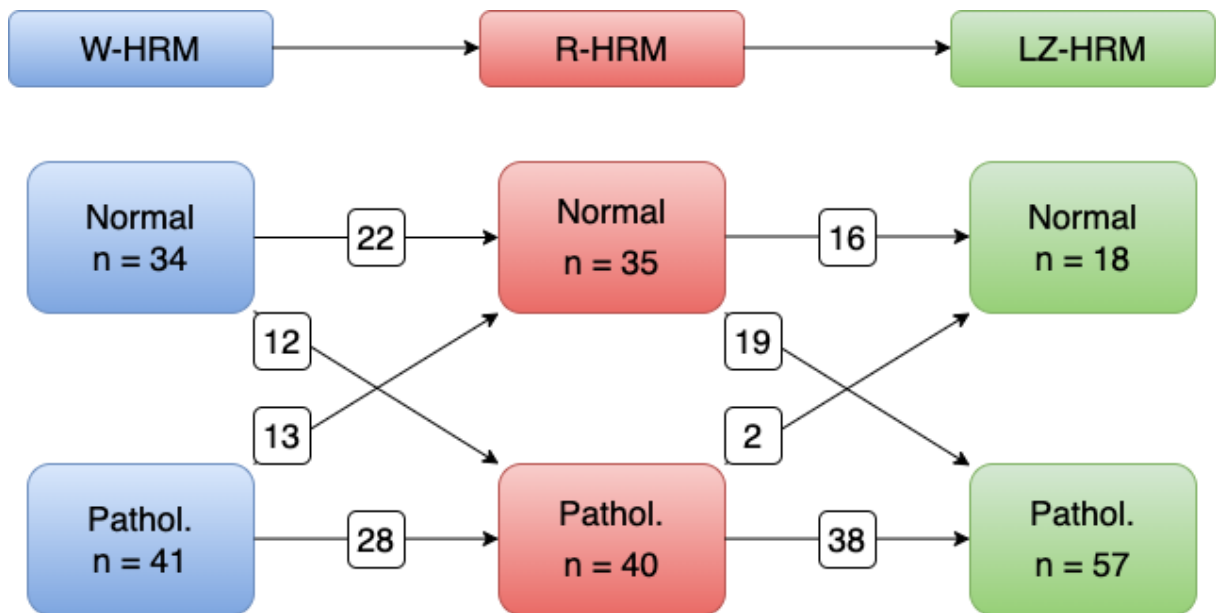 W-HRM
R-HRM
LZ-HRM
Normal
n = 34
22
Normal
n = 35
16
Normal
n = 18
12
19
13
2
Pathol.
n = 41
28
Pathol.
n = 40
38
Pathol.
n = 57